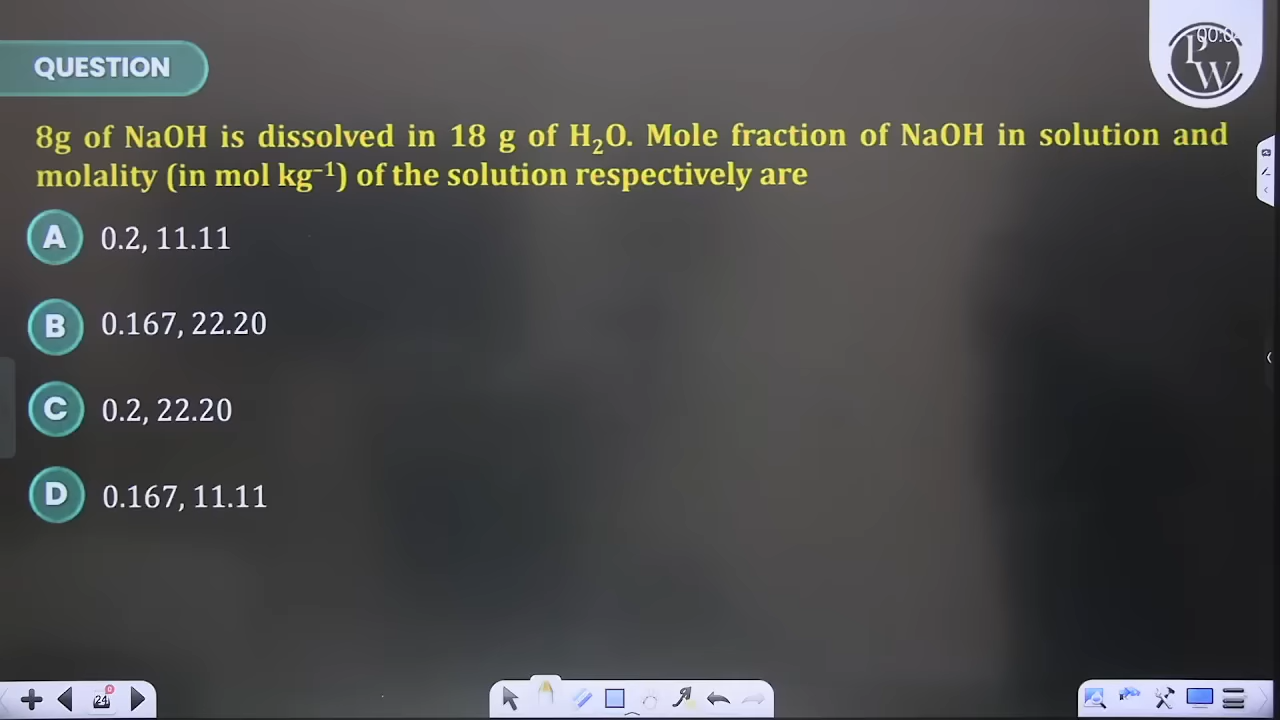 QUESTION
8g of NaOH is dissolved in 18 g of H₂O. Mole fraction of NaOH in solution and
molality (in mol kg⁻¹) of the solution respectively are
A 0.2, 11.11
B 0.167, 22.20
C 0.2, 22.20
D 0.167, 11.11
PW
24